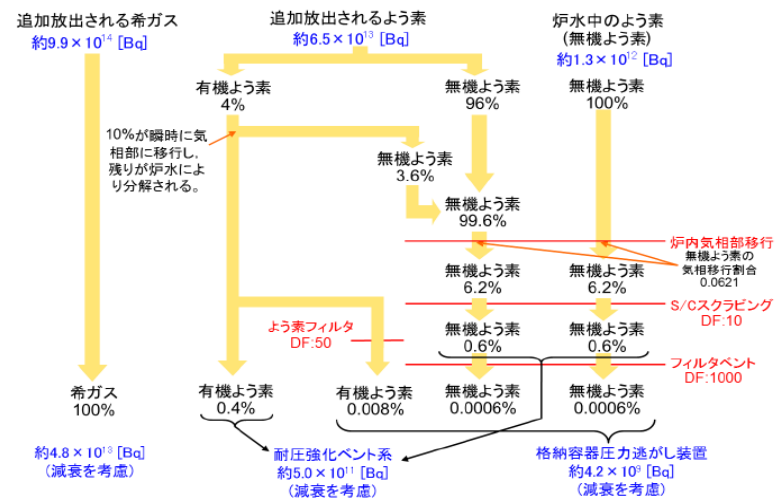 追加放出される希ガス
約9.9×10¹⁴ [Bq]
追加放出されるよう素
約6.5×10¹³ [Bq]
炉水中のよう素
(無機よう素)
約1.3×10¹² [Bq]
有機よう素
4%
無機よう素
96%
無機よう素
100%
10%が瞬時に気
相部に移行し,
残りが炉水によ
り分解される。
無機よう素
3.6%
無機よう素
99.6%
炉内気相部移行
無機よう素の
気相移行割合
0.0621
無機よう素
6.2%
無機よう素
6.2%
S/Cスクラビング
DF:10
よう素フィルタ
DF:50
無機よう素
0.6%
無機よう素
0.6%
フィルタベント
DF:1000
希ガス
100%
有機よう素
0.4%
有機よう素
0.008%
無機よう素
0.0006%
無機よう素
0.0006%
約4.8×10¹³ [Bq]
(減衰を考慮)
耐圧強化ベント系
約5.0×10¹¹ [Bq]
(減衰を考慮)
格納容器圧力逃がし装置
約4.2×10⁹ [Bq]
(減衰を考慮)